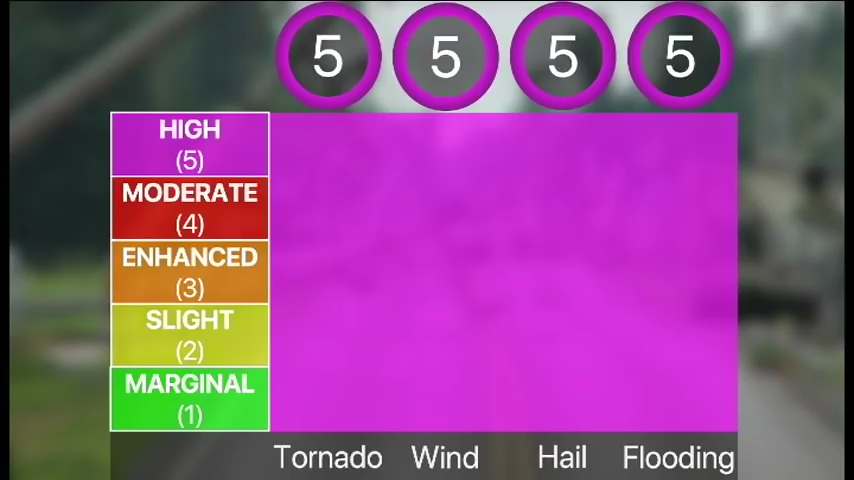 5 5 5 5
HIGH
(5)
MODERATE
(4)
ENHANCED
(3)
SLIGHT
(2)
MARGINAL
(1)
Tornado Wind Hail Flooding